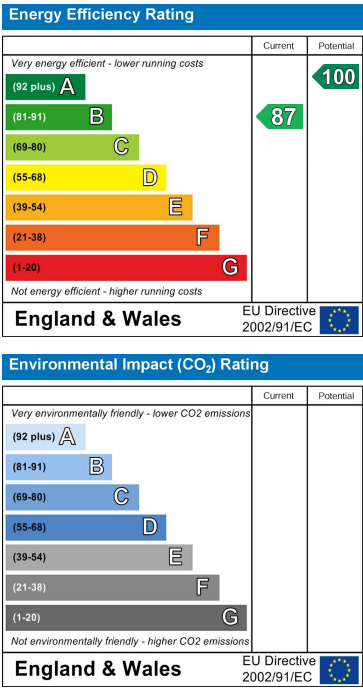 Energy Efficiency Rating
Current Potential
Very energy efficient - lower running costs
(92 plus) A
100
(81-91) B
87
(69-80) C
(55-68) D
(39-54) E
(21-38) F
(1-20) G
Not energy efficient - higher running costs
England & Wales
EU Directive
2002/91/EC
Environmental Impact (CO₂) Rating
Current Potential
Very environmentally friendly - lower CO2 emissions
(92 plus) A
(81-91) B
(69-80) C
(55-68) D
(39-54) E
(21-38) F
(1-20) G
Not environmentally friendly - higher CO2 emissions
England & Wales
EU Directive
2002/91/EC